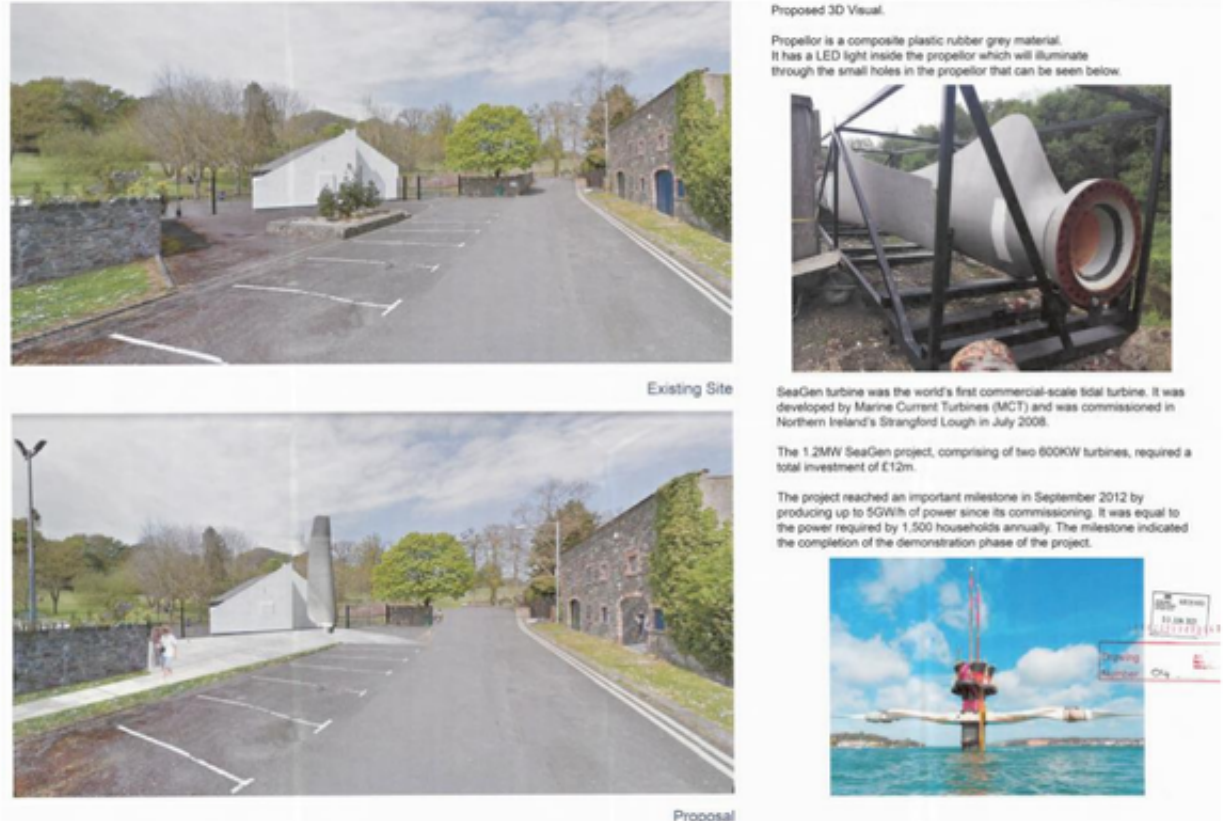 Existing Site
Proposal
Proposed 3D Visual.
Propellor is a composite plastic rubber grey material.
It has a LED light inside the propellor which will illuminate
through the small holes in the propellor that can be seen below.
SeaGen turbine was the world's first commercial-scale tidal turbine. It was
developed by Marine Current Turbines (MCT) and was commissioned in
Northern Ireland's Strangford Lough in July 2008.
The 1.2MW SeaGen project, comprising of two 600KW turbines, required a
total investment of £12m.
The project reached an important milestone in September 2012 by
producing up to 5GW/h of power since its commissioning. It was equal to
the power required by 1,500 households annually. The milestone indicated
the completion of the demonstration phase of the project.
Drawing
Number 04